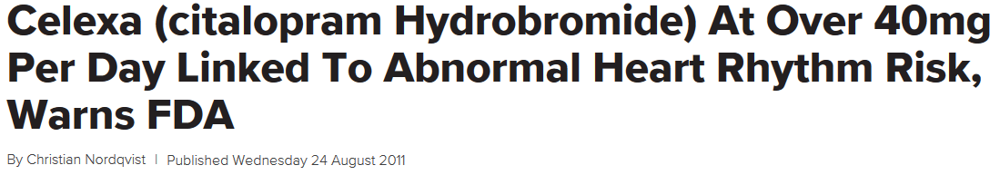 Celexa (citalopram Hydrobromide) At Over 40mg
Per Day Linked To Abnormal Heart Rhythm Risk,
Warns FDA
By Christian Nordqvist | Published Wednesday 24 August 2011